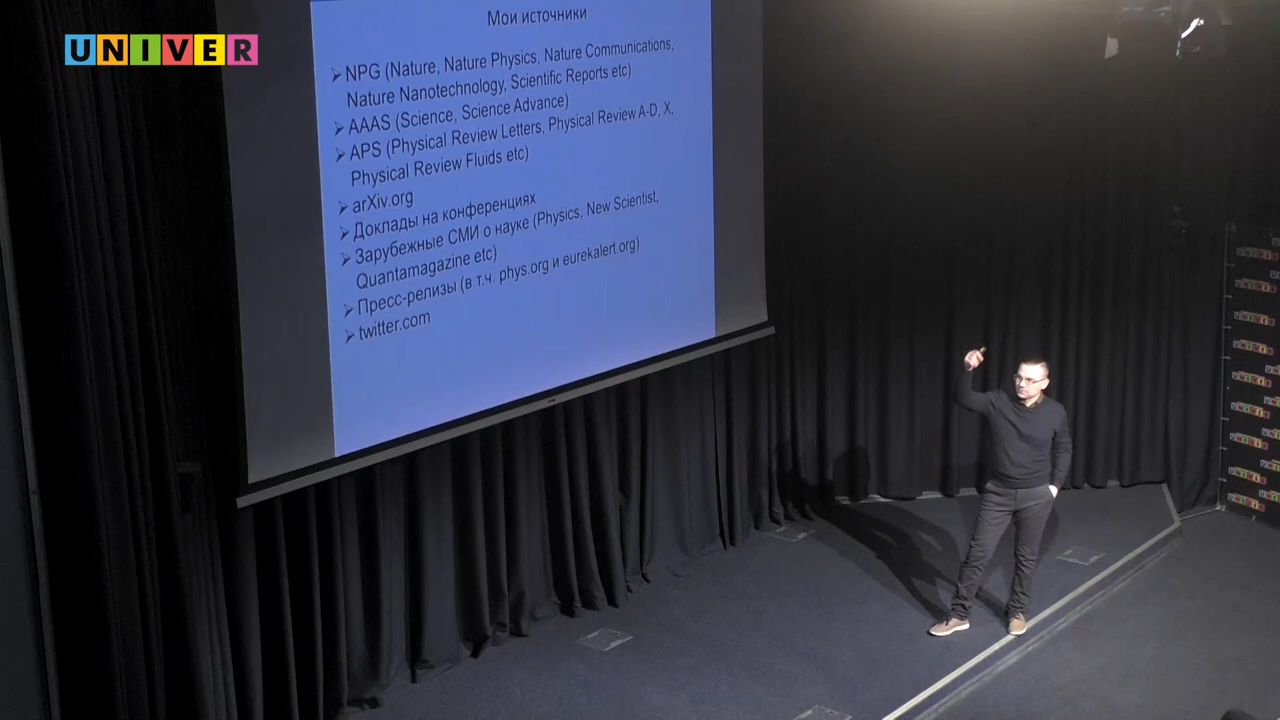 UNIVER
Мои источники
➢ NPG (Nature, Nature Physics, Nature Communications,
Nature Nanotechnology, Scientific Reports etc)
➢ AAAS (Science, Science Advance)
➢ APS (Physical Review Letters, Physical Review A-D, X,
Physical Review Fluids etc)
➢ arXiv.org
➢ Доклады на конференциях
➢ Зарубежные СМИ о науке (Physics, New Scientist,
Quantamagazine etc)
➢ Пресс-релизы (в т.ч. phys.org и eurekalert.org)
➢ twitter.com